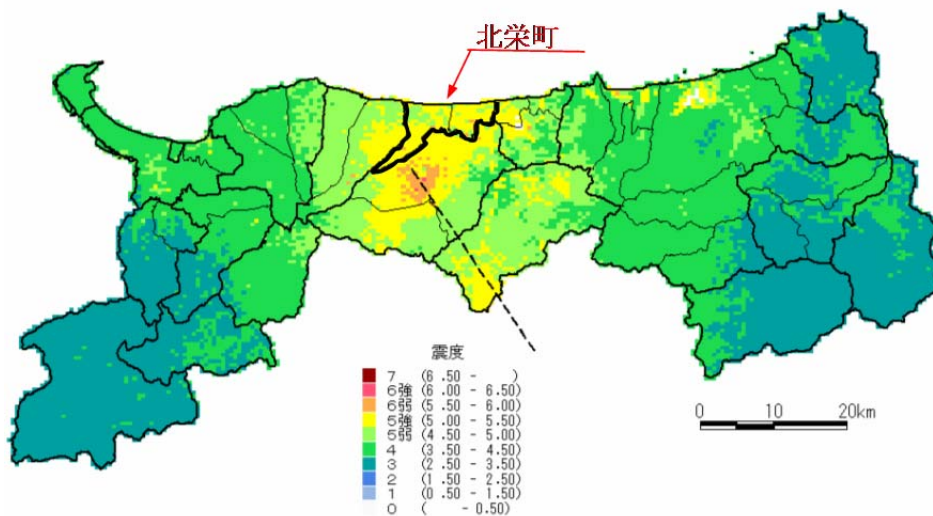 北栄町
震度
7 (6.50 - )
6強 (6.00 - 6.50)
6弱 (5.50 - 6.00)
5強 (5.00 - 5.50)
5弱 (4.50 - 5.00)
4 (3.50 - 4.50)
3 (2.50 - 3.50)
2 (1.50 - 2.50)
1 (0.50 - 1.50)
0 ( - 0.50)
0 10 20km